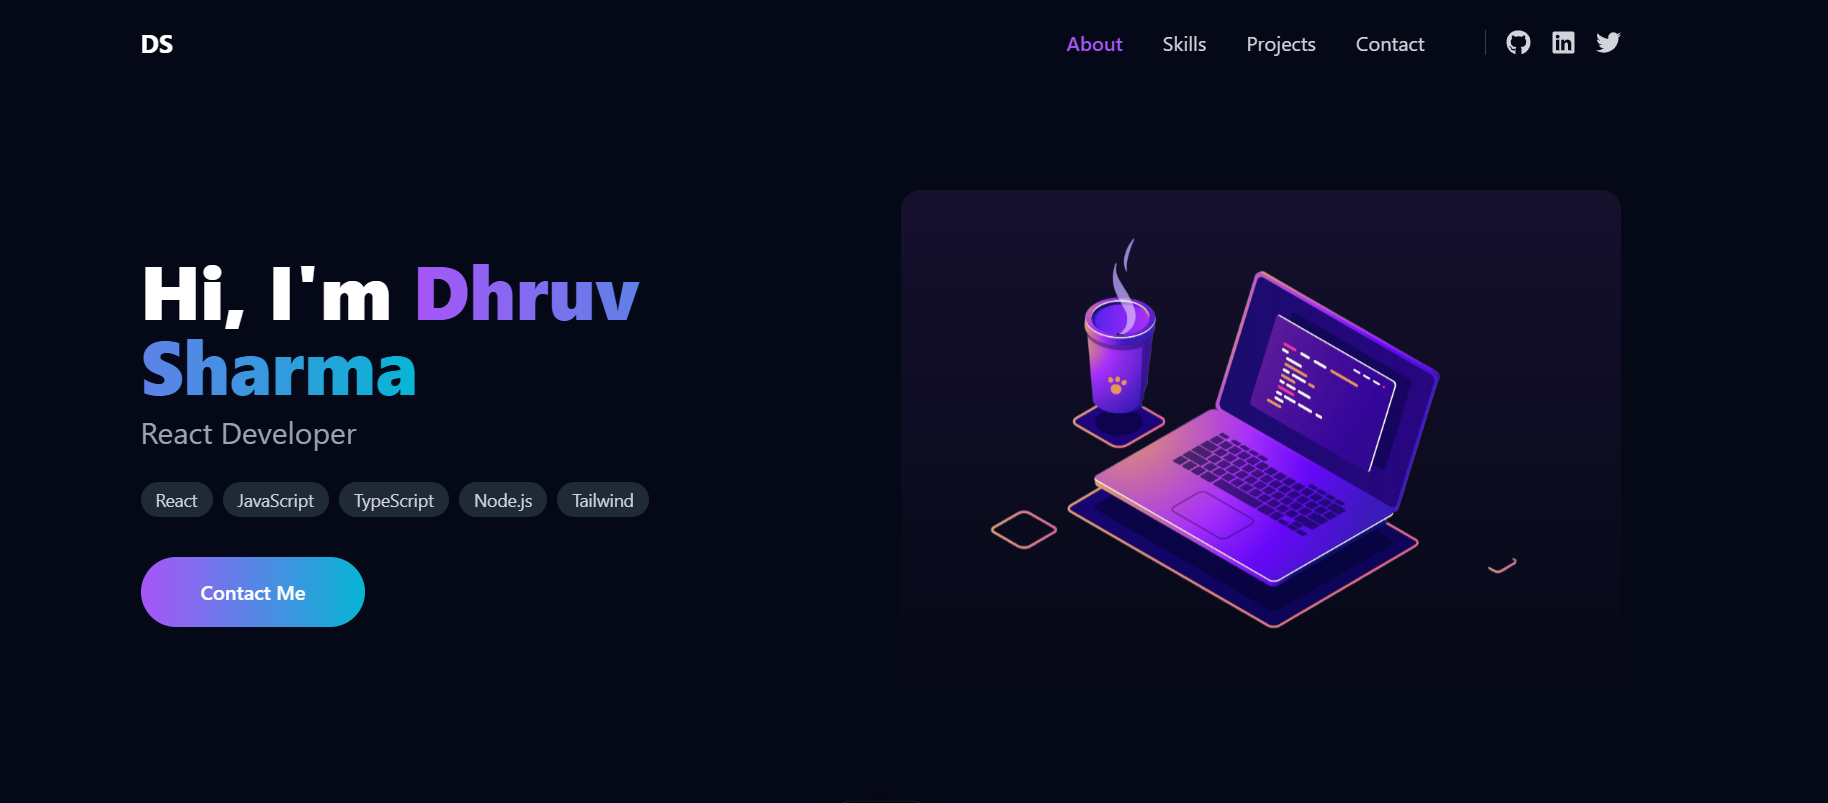 DS
About Skills Projects Contact
Hi, I'm Dhruv
Sharma
React Developer
React JavaScript TypeScript Node.js Tailwind
Contact Me